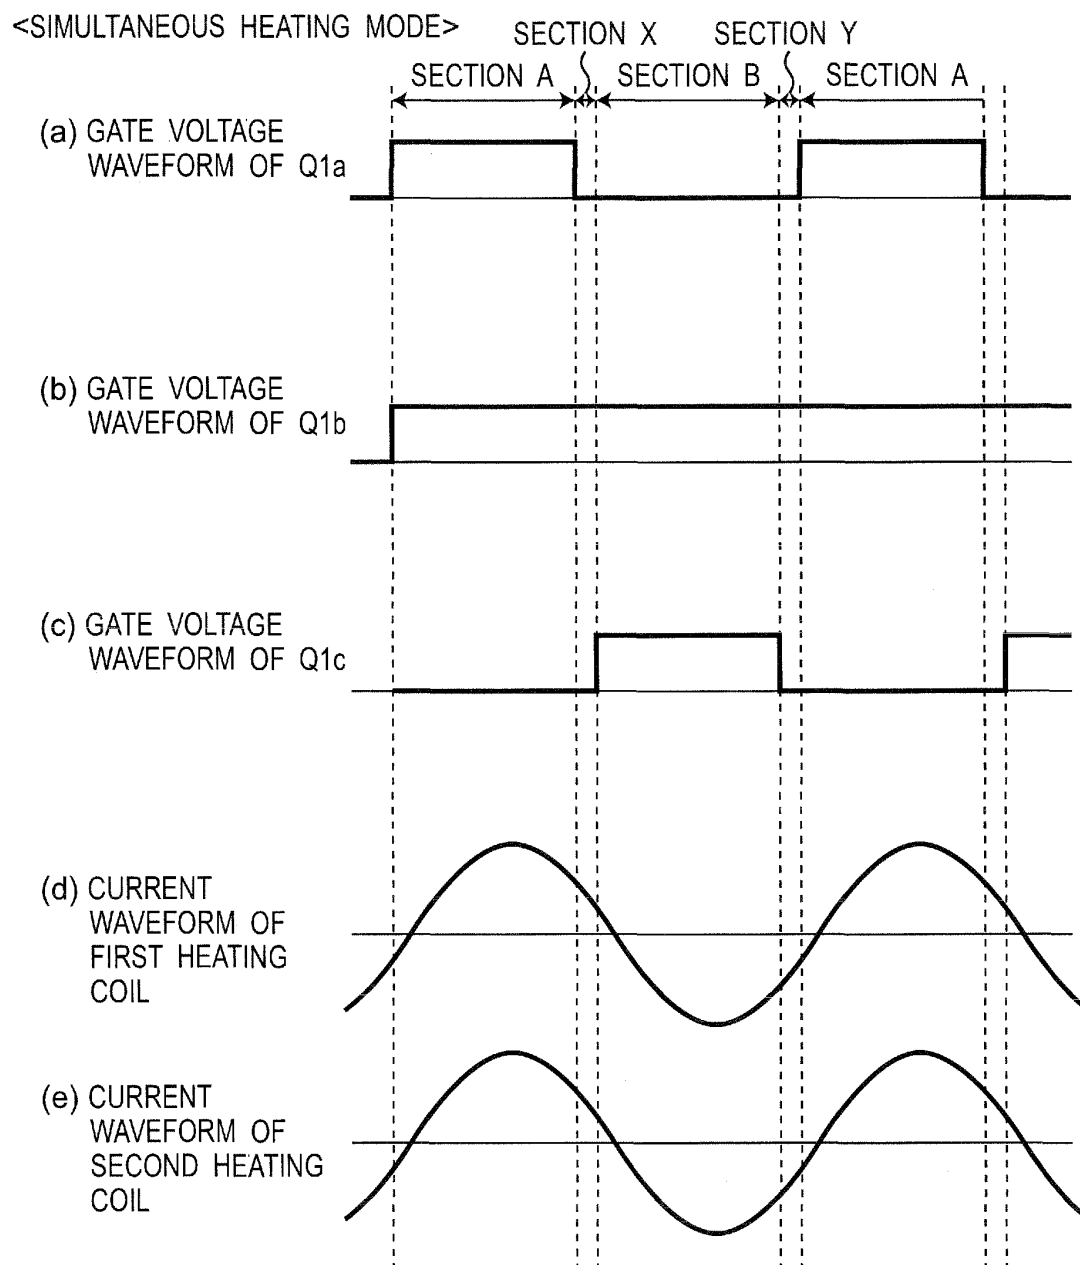 <SIMULTANEOUS HEATING MODE>
SECTION X
SECTION Y
SECTION A
SECTION B
SECTION A
(a) GATE VOLTAGE
WAVEFORM OF Q1a
(b) GATE VOLTAGE
WAVEFORM OF Q1b
(c) GATE VOLTAGE
WAVEFORM OF Q1c
(d) CURRENT
WAVEFORM OF
FIRST HEATING
COIL
(e) CURRENT
WAVEFORM OF
SECOND HEATING
COIL